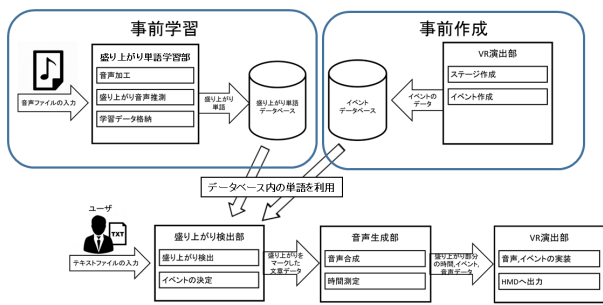 事前学習
事前作成
盛り上がり単語学習部
音声加工
盛り上がり音声推測
学習データ格納
音声ファイルの入力
盛り上がり
単語
盛り上がり単語
データベース
イベント
データベース
イベントの
データ
VR演出部
ステージ作成
イベント作成
データベース内の単語を利用
ユーザ
TXT
テキストファイルの入力
盛り上がり検出部
盛り上がり検出
イベントの決定
盛り上がりを
マークした
文章データ
音声生成部
音声合成
時間測定
盛り上がり部分
の時間,イベント,
音声データ
VR演出部
音声,イベントの実装
HMDへ出力